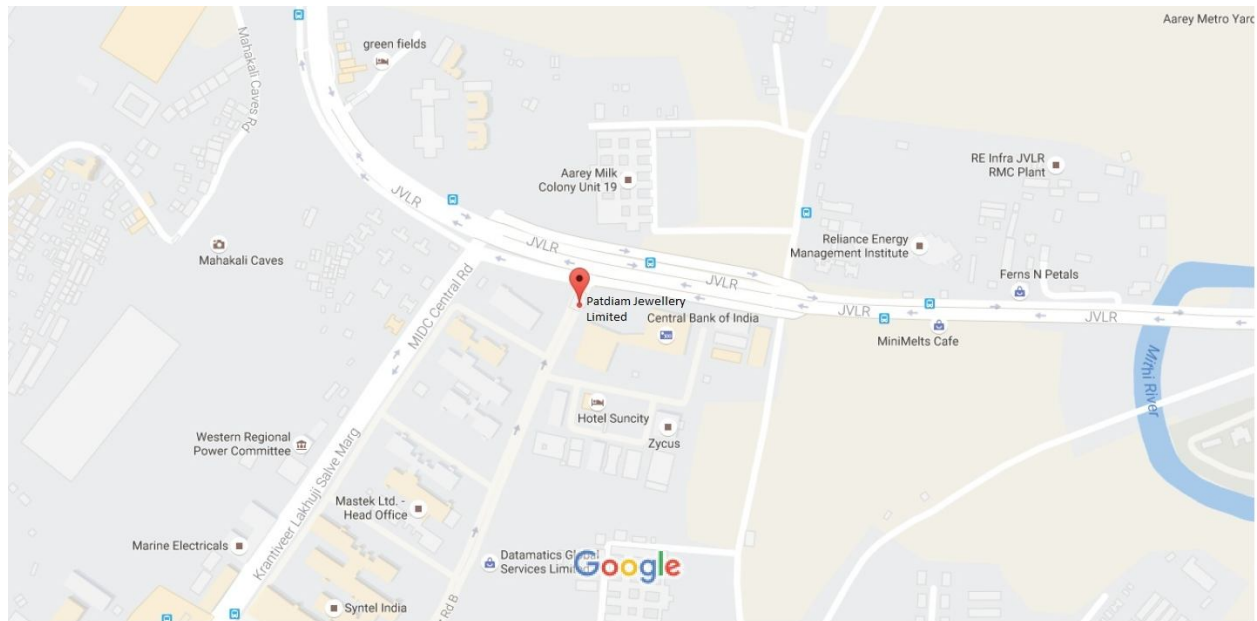 Aarey Metro Yard
green fields
Mahakali Caves Rd
JVLR
Aarey Milk
Colony Unit 19
RE Infra JVLR
RMC Plant
Mahakali Caves
JVLR
JVLR
Reliance Energy
Management Institute
Ferns N Petals
MIDC Central Rd
Patdiam Jewellery
Limited
Central Bank of India
JVLR
JVLR
MiniMelts Cafe
Mithi River
Hotel Suncity
Zycus
Western Regional
Power Committee
Krantiveer Lakhuji Salve Marg
Mastek Ltd. -
Head Office
Marine Electricals
Datamatics Global
Services Limited
Google
Syntel India
Rd B